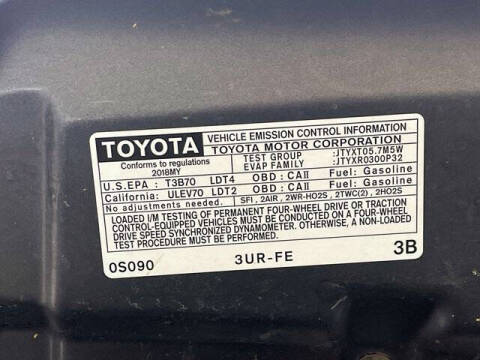 TOYOTA
VEHICLE EMISSION CONTROL INFORMATION
TOYOTA MOTOR CORPORATION
Conforms to regulations
2018MY
TEST GROUP :JTYXT05.7M5W
EVAP FAMILY :JTYXR0300P32
U.S.EPA : T3B70 LDT4 OBD : CAII Fuel: Gasoline
California: ULEV70 LDT2 OBD : CAII Fuel: Gasoline
No adjustments needed. SFI, 2AIR, 2WR-HO2S, 2TWC(2), 2HO2S
LOADED I/M TESTING OF PERMANENT FOUR-WHEEL DRIVE OR TRACTION
CONTROL-EQUIPPED VEHICLES MUST BE CONDUCTED ON A FOUR-WHEEL
DRIVE SPEED SYNCHRONIZED DYNAMOMETER. OTHERWISE, A NON-LOADED
TEST MUST BE PERFORMED.
0S090 3UR-FE 3B